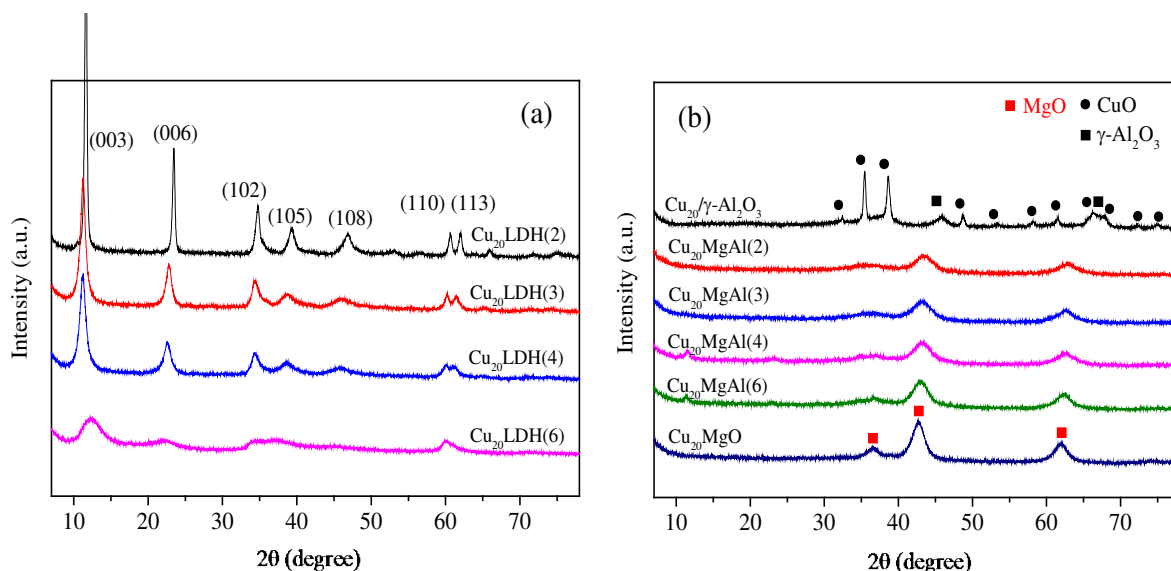 (a)
(003)
(006)
(102)
(105)
(108)
(110) (113)
Cu20LDH(2)
Cu20LDH(3)
Cu20LDH(4)
Cu20LDH(6)
Intensity (a.u.)
10 20 30 40 50 60 70
2θ (degree)
(b)
MgO
CuO
γ-Al2O3
Cu20/γ-Al2O3
Cu20MgAl(2)
Cu20MgAl(3)
Cu20MgAl(4)
Cu20MgAl(6)
Cu20MgO
Intensity (a.u.)
10 20 30 40 50 60 70
2θ (degree)